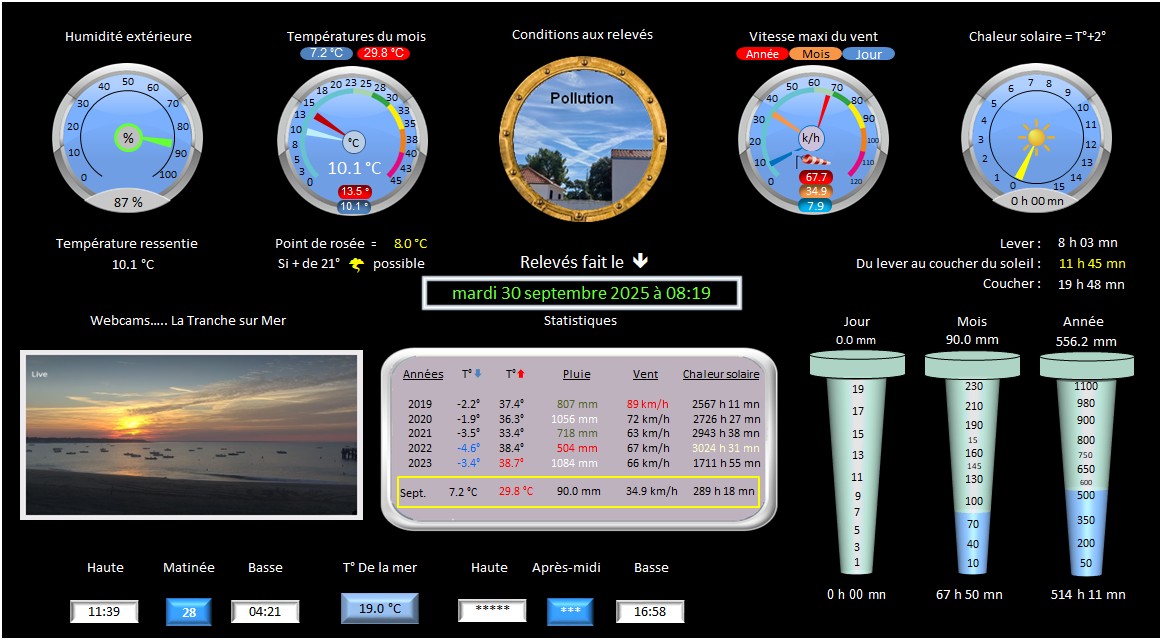 Humidité extérieure
Températures du mois
7.2 °C 29.8 °C
Conditions aux relevés
Vitesse maxi du vent
Année Mois Jour
Chaleur solaire = T°+2°
0 10 20 30 40 50 60 70 80 90 100
%
87 %
0 3 5 8 10 13 15 18 20 23 25 28 30 33 35 38 40 43 45
°C
10.1 °C
13.5 °
10.1 °
Pollution
0 10 20 30 40 50 60 70 80 90 100 110 120
k/h
67.7
34.9
7.9
0 1 2 3 4 5 6 7 8 9 10 11 12 13 14 15
0 h 00 mn
Température ressentie
10.1 °C
Point de rosée = 8.0 °C
Si + de 21° possible
Relevés fait le
mardi 30 septembre 2025 à 08:19
Lever : 8 h 03 mn
Du lever au coucher du soleil : 11 h 45 mn
Coucher : 19 h 48 mn
Webcams..... La Tranche sur Mer
Live
Statistiques
Années T° T° Pluie Vent Chaleur solaire
2019 -2.2° 37.4° 807 mm 89 km/h 2567 h 11 mn
2020 -1.9° 36.3° 1056 mm 72 km/h 2726 h 27 mn
2021 -3.5° 33.4° 718 mm 63 km/h 2943 h 38 mn
2022 -4.6° 38.4° 504 mm 67 km/h 3024 h 31 mn
2023 -3.4° 38.7° 1084 mm 66 km/h 1711 h 55 mn
Sept. 7.2 °C 29.8 °C 90.0 mm 34.9 km/h 289 h 18 mn
Jour
0.0 mm
19
17
15
13
11
9
7
5
3
1
0 h 00 mn
Mois
90.0 mm
230
210
190
15
160
145
130
100
70
40
10
67 h 50 mn
Année
556.2 mm
1100
980
900
800
750
650
600
500
350
200
50
514 h 11 mn
Haute Matinée Basse
11:39 28 04:21
T° De la mer
19.0 °C
Haute Après-midi Basse
***** *** 16:58